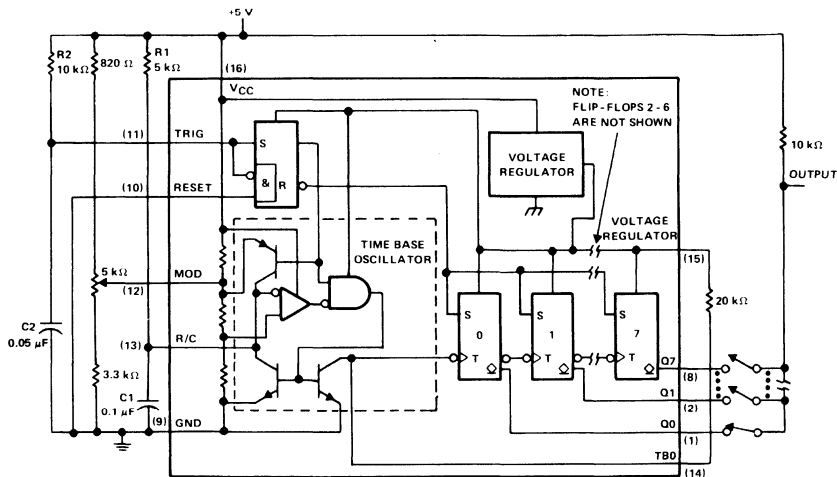 +5 V
R2
10 kΩ
820 Ω
R1
5 kΩ
(16)
VCC
NOTE:
FLIP-FLOPS 2 - 6
ARE NOT SHOWN
(11)
TRIG
S
&
R
(10)
RESET
VOLTAGE
REGULATOR
10 kΩ
OUTPUT
TIME BASE
OSCILLATOR
VOLTAGE
REGULATOR
(15)
5 kΩ
MOD
(12)
20 kΩ
S
0
T
S
1
T
S
7
T
C2
0.05 µF
(13)
R/C
3.3 kΩ
C1
0.1 µF
(9)
GND
Q7
(8)
Q1
(2)
Q0
(1)
TB0
(14)